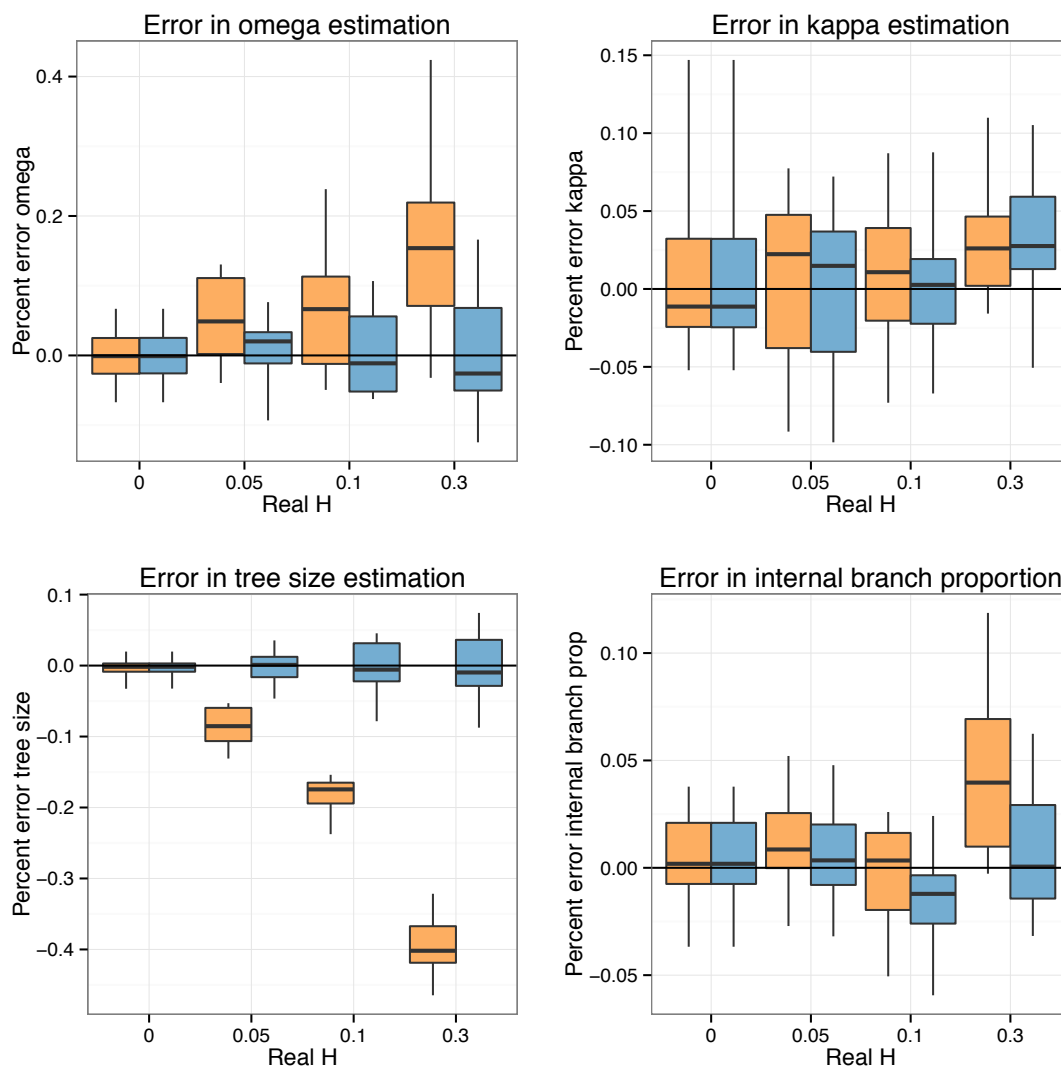 Error in omega estimation
Percent error omega
0.4
0.2
0.0
0
0.05
0.1
0.3
Real H
Error in kappa estimation
Percent error kappa
0.15
0.10
0.05
0.00
−0.05
−0.10
0
0.05
0.1
0.3
Real H
Error in tree size estimation
Percent error tree size
0.1
0.0
−0.1
−0.2
−0.3
−0.4
0
0.05
0.1
0.3
Real H
Error in internal branch proportion
Percent error internal branch prop
0.10
0.05
0.00
−0.05
0
0.05
0.1
0.3
Real H